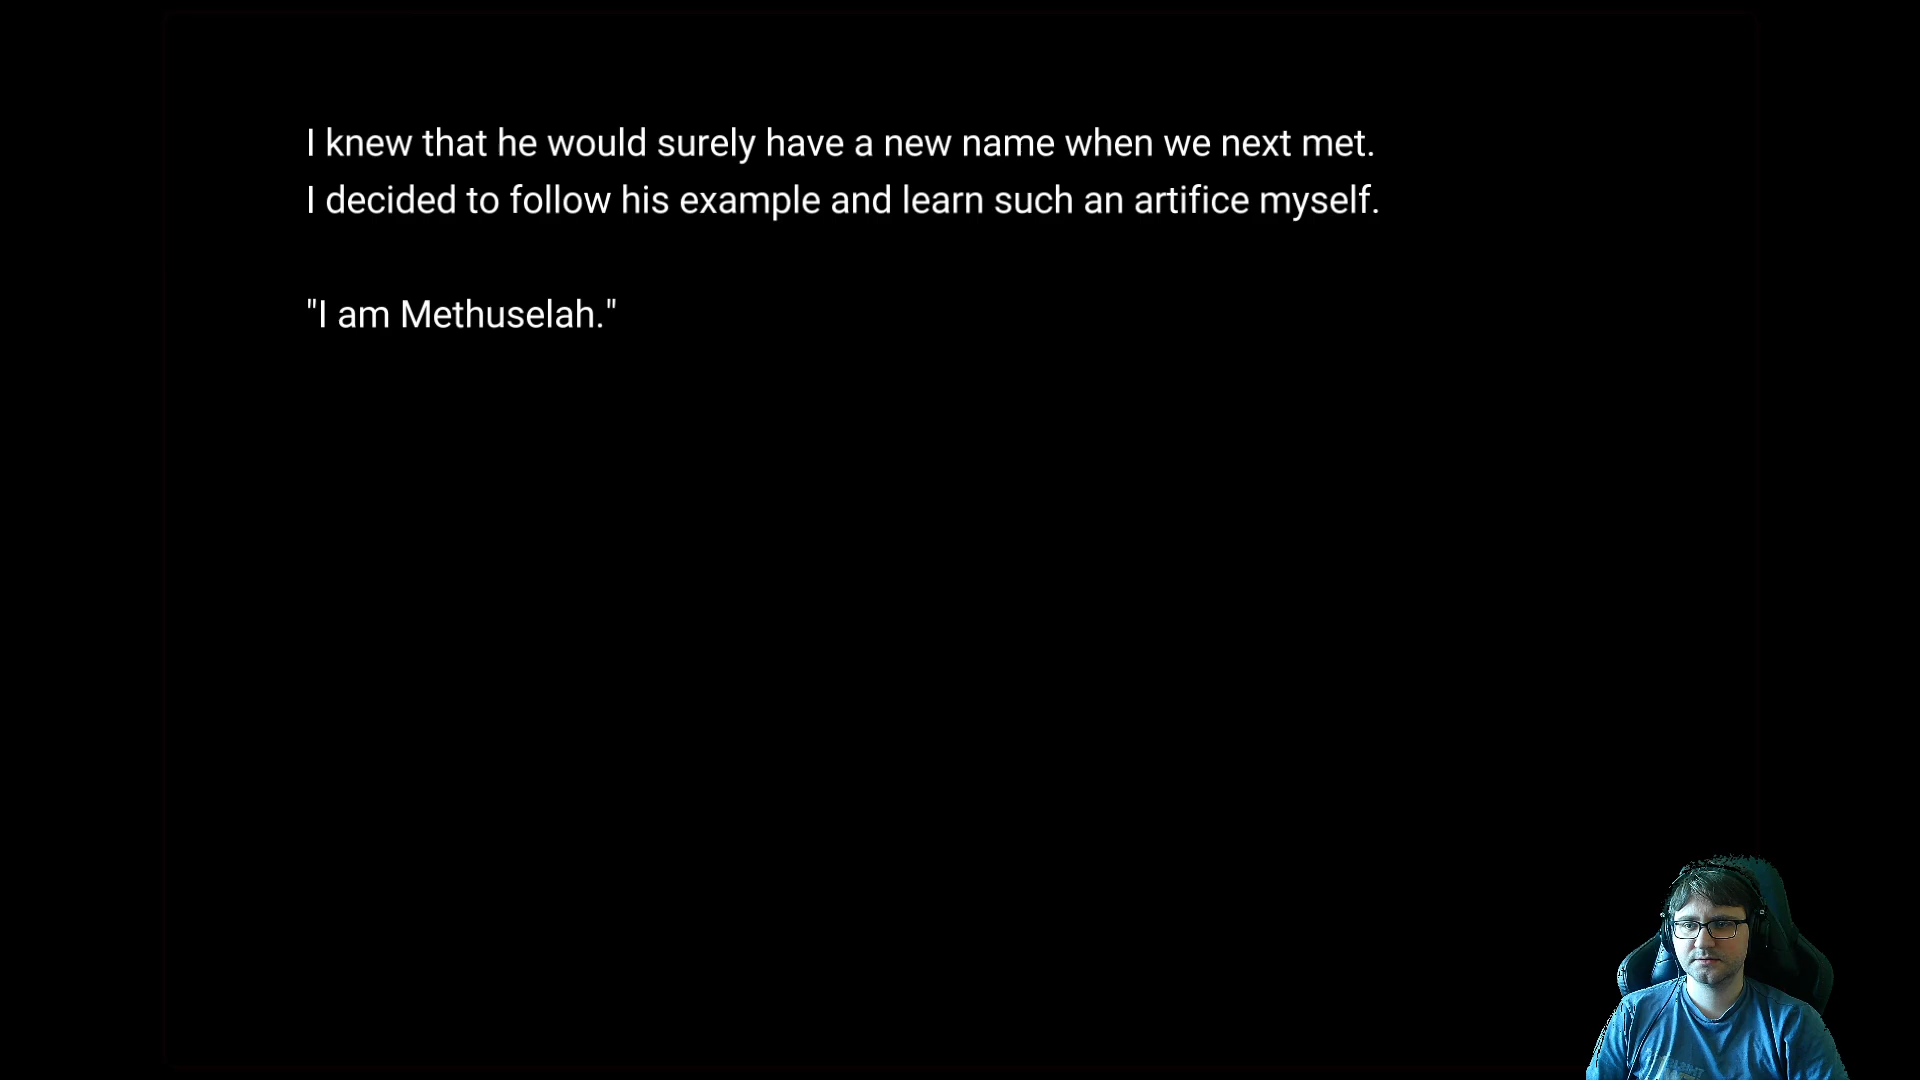 I knew that he would surely have a new name when we next met.
I decided to follow his example and learn such an artifice myself.
"I am Methuselah."